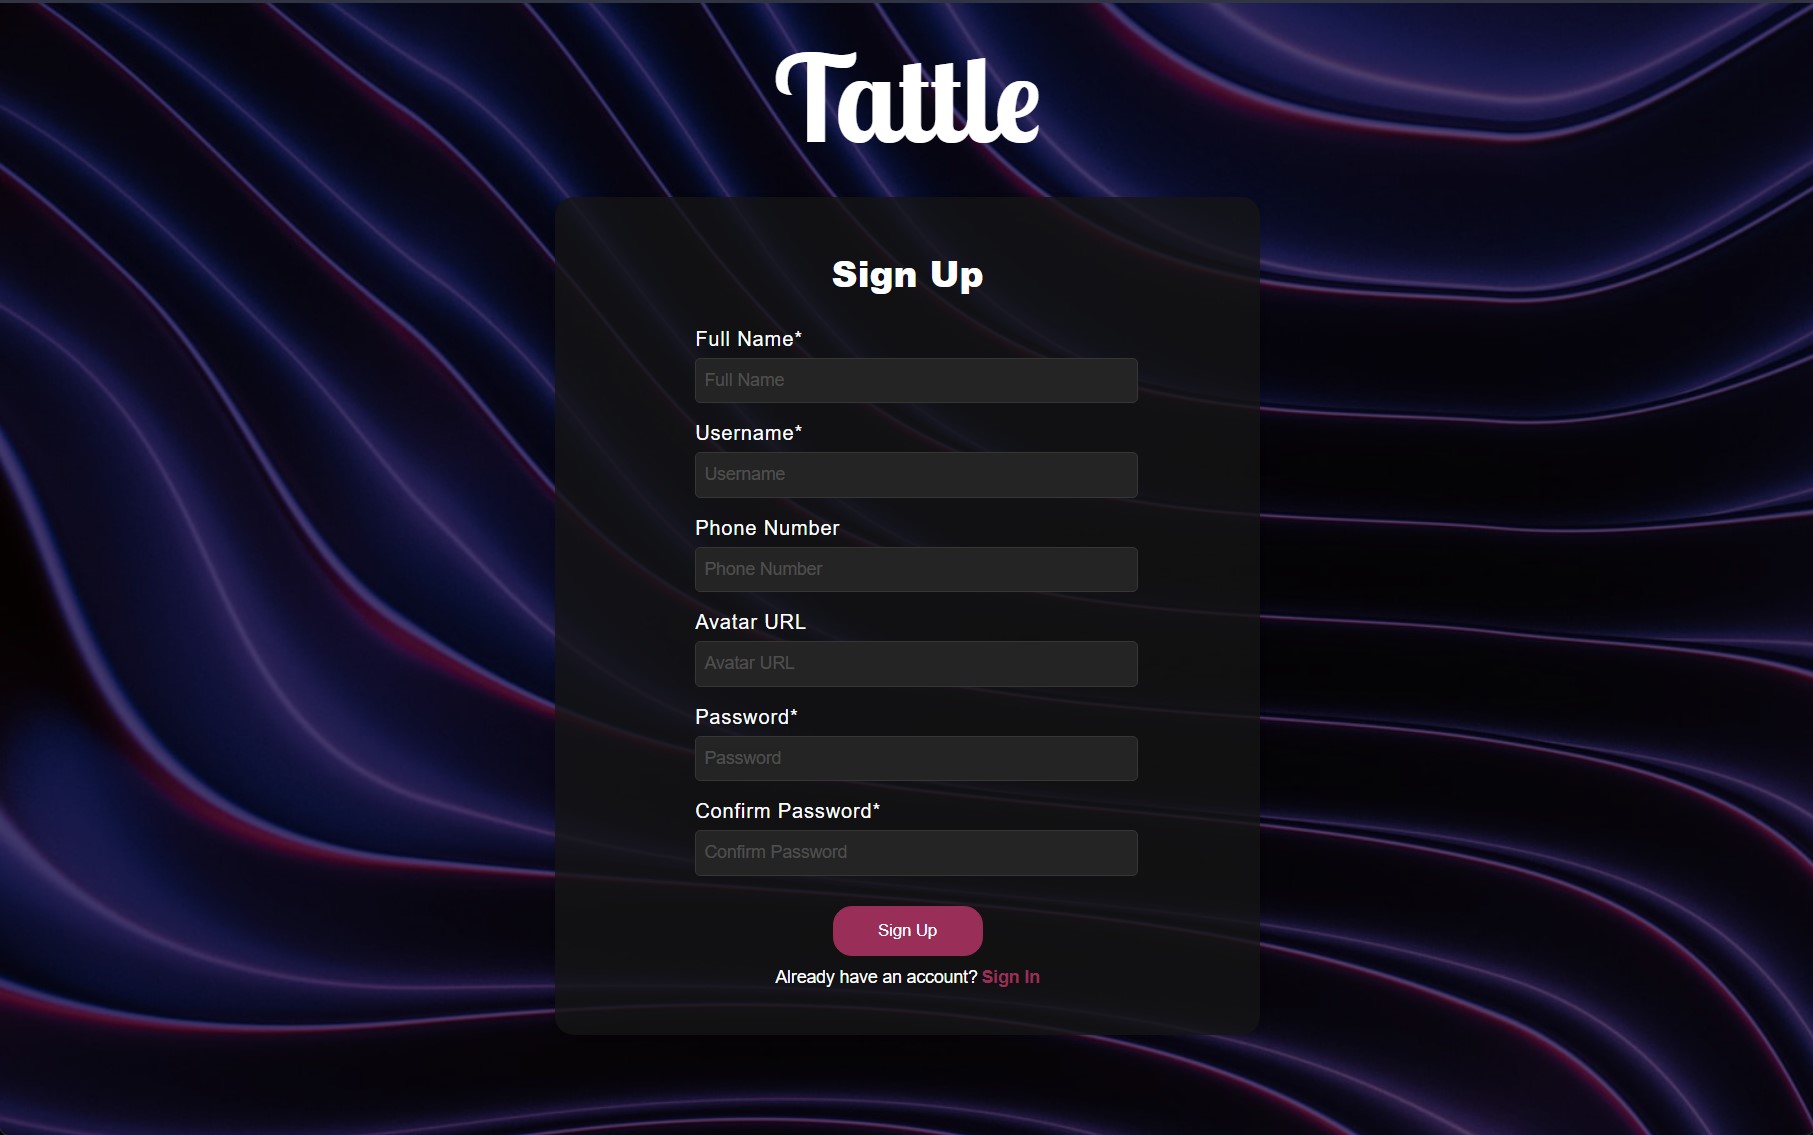 Tattle
Sign Up
Full Name*
Full Name
Username*
Username
Phone Number
Phone Number
Avatar URL
Avatar URL
Password*
Password
Confirm Password*
Confirm Password
Sign Up
Already have an account? Sign In